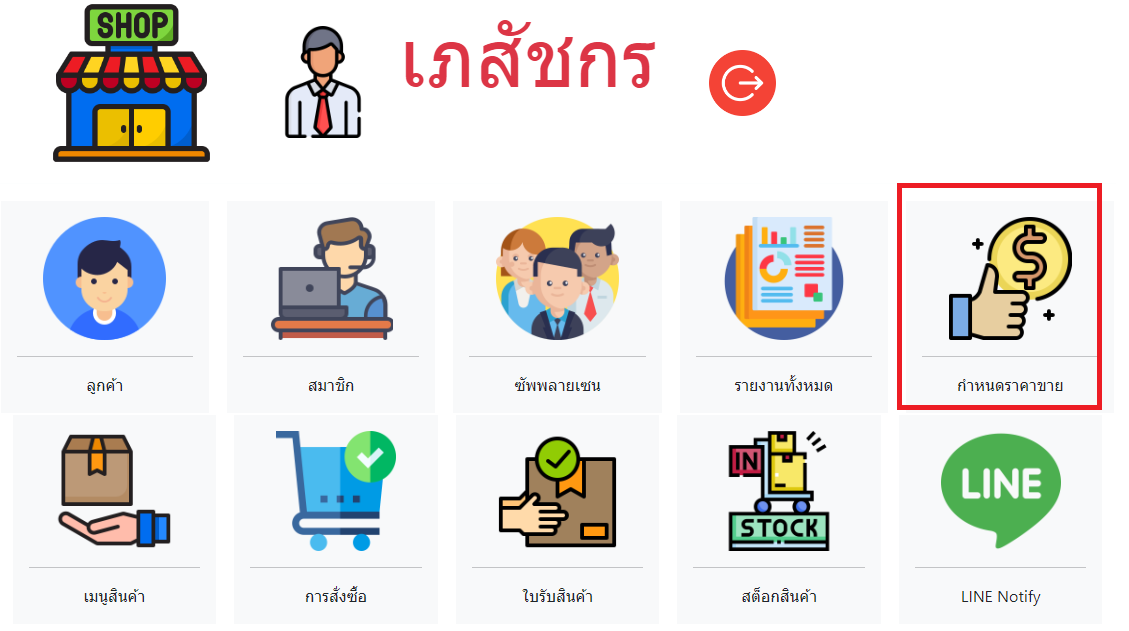 SHOP
เภสัชกร
ลูกค้า
สมาชิก
ซัพพลายเซน
รายงานทั้งหมด
กำหนดราคาขาย
IN
STOCK
LINE
เมนูสินค้า
การสั่งซื้อ
ใบรับสินค้า
สต็อกสินค้า
LINE Notify